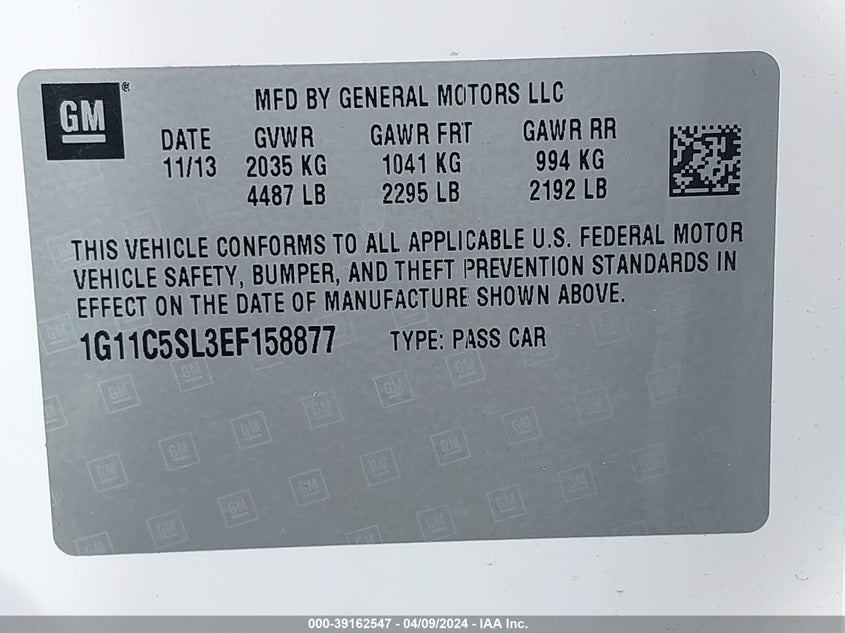 GM®
MFD BY GENERAL MOTORS LLC
DATE GVWR GAWR FRT GAWR RR
11/13 2035 KG 1041 KG 994 KG
4487 LB 2295 LB 2192 LB
THIS VEHICLE CONFORMS TO ALL APPLICABLE U.S. FEDERAL MOTOR
VEHICLE SAFETY, BUMPER, AND THEFT PREVENTION STANDARDS IN
EFFECT ON THE DATE OF MANUFACTURE SHOWN ABOVE.
1G11C5SL3EF158877 TYPE: PASS CAR
000-39162547 - 04/09/2024 - IAA Inc.